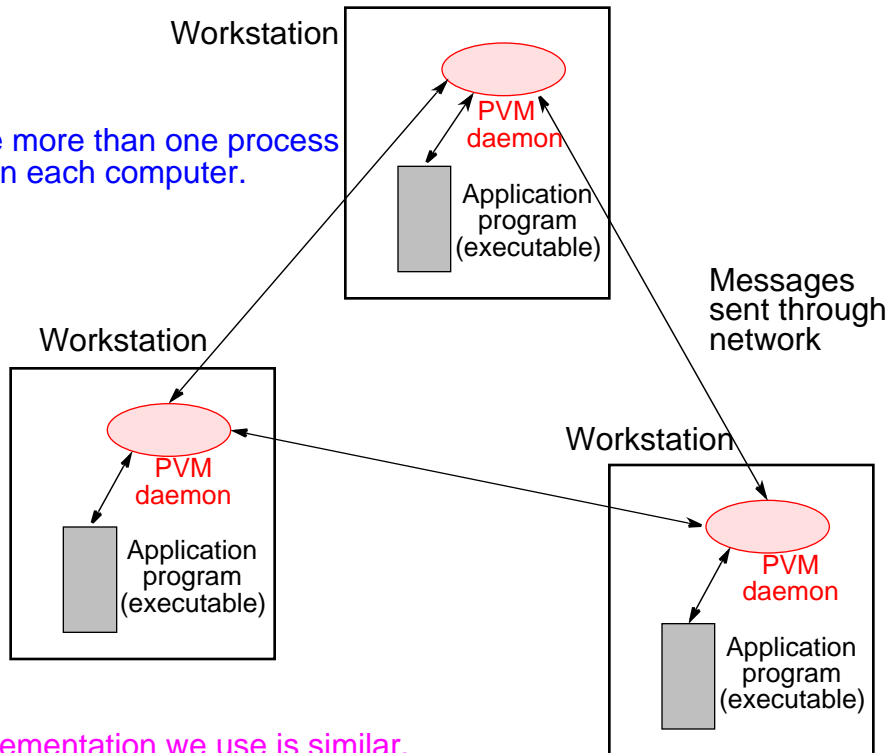 Workstation
PVM
daemon
e more than one process
n each computer.
Application
program
(executable)
Messages
sent through
network
Workstation
PVM
daemon
Application
program
(executable)
Workstation
PVM
daemon
Application
program
(executable)
ementation we use is similar.